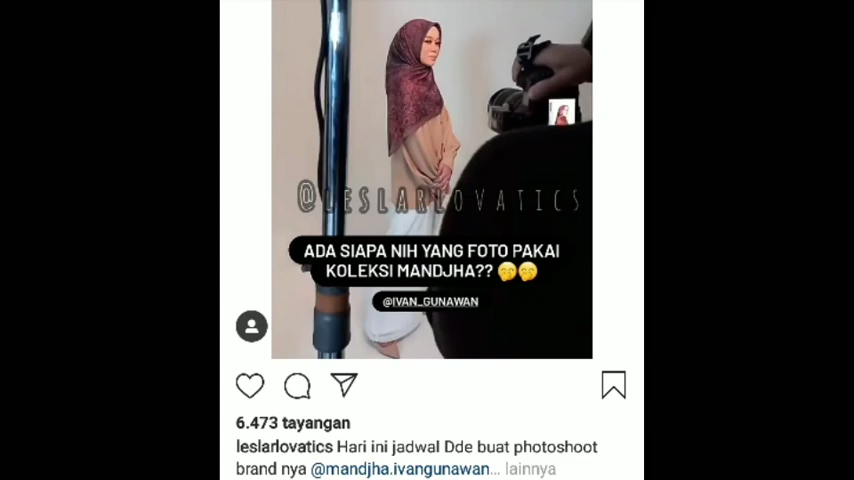 @LESLARLOVATICS
ADA SIAPA NIH YANG FOTO PAKAI
KOLEKSI MANDJHA?? 🤭🤭
@IVAN_GUNAWAN
6.473 tayangan
leslarlovatics Hari ini jadwal Dde buat photoshoot
brand nya @mandjha.ivangunawan... lainnya